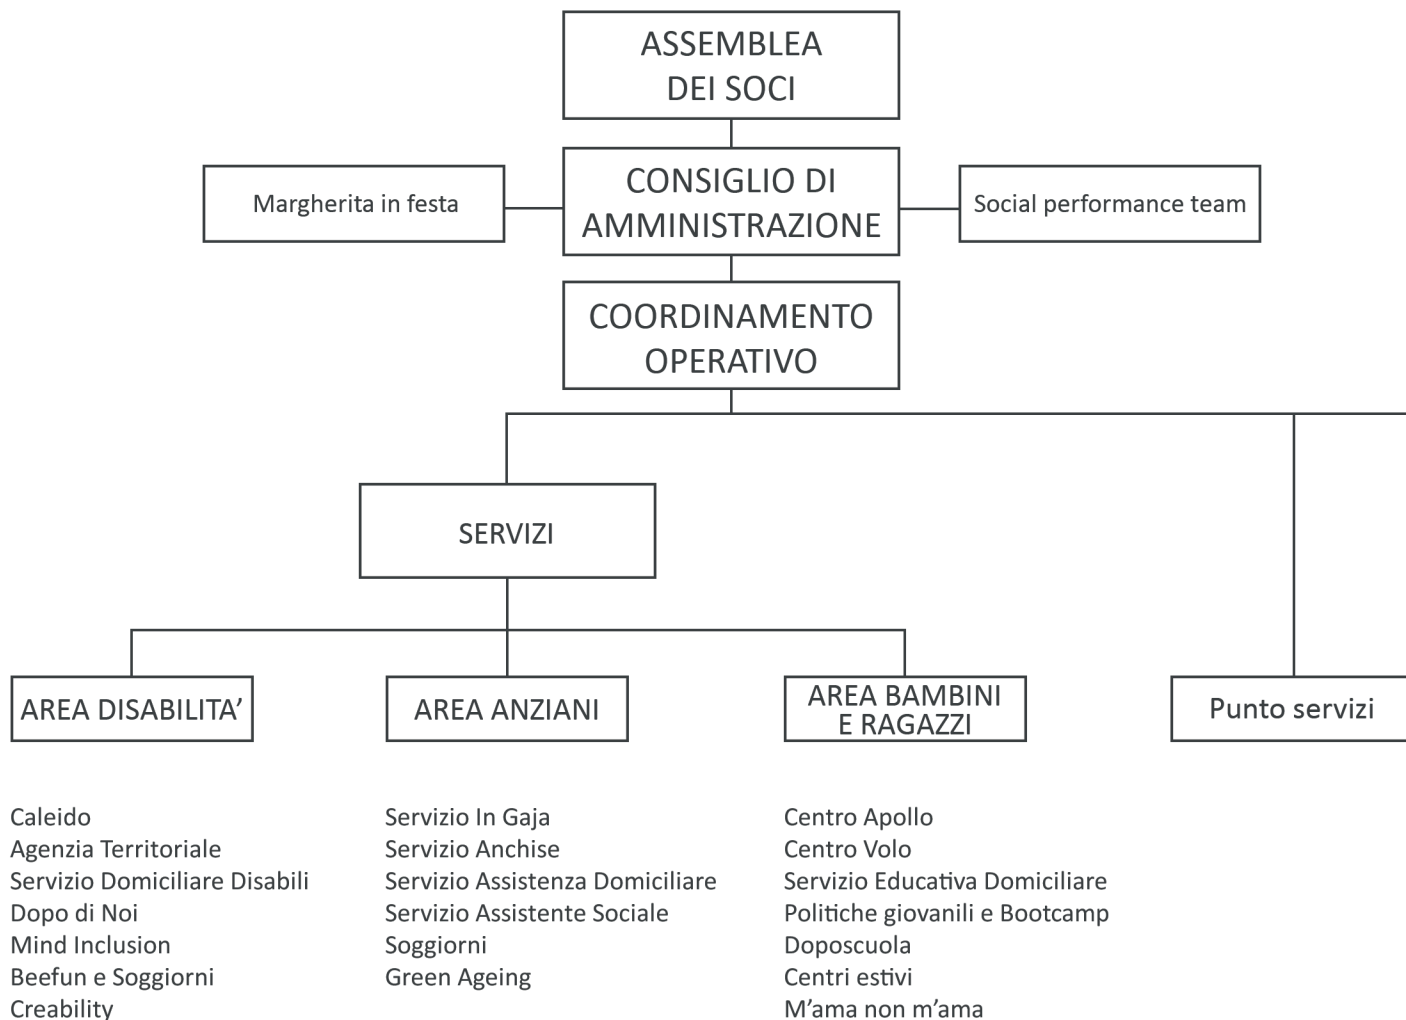 ASSEMBLEA
DEI SOCI
Margherita in festa
CONSIGLIO DI
AMMINISTRAZIONE
Social performance team
COORDINAMENTO
OPERATIVO
SERVIZI
AREA DISABILITA’
AREA ANZIANI
AREA BAMBINI
E RAGAZZI
Punto servizi
Caleido
Agenzia Territoriale
Servizio Domiciliare Disabili
Dopo di Noi
Mind Inclusion
Beefun e Soggiorni
Creability
Servizio In Gaja
Servizio Anchise
Servizio Assistenza Domiciliare
Servizio Assistente Sociale
Soggiorni
Green Ageing
Centro Apollo
Centro Volo
Servizio Educativa Domiciliare
Politiche giovanili e Bootcamp
Doposcuola
Centri estivi
M’ama non m’ama